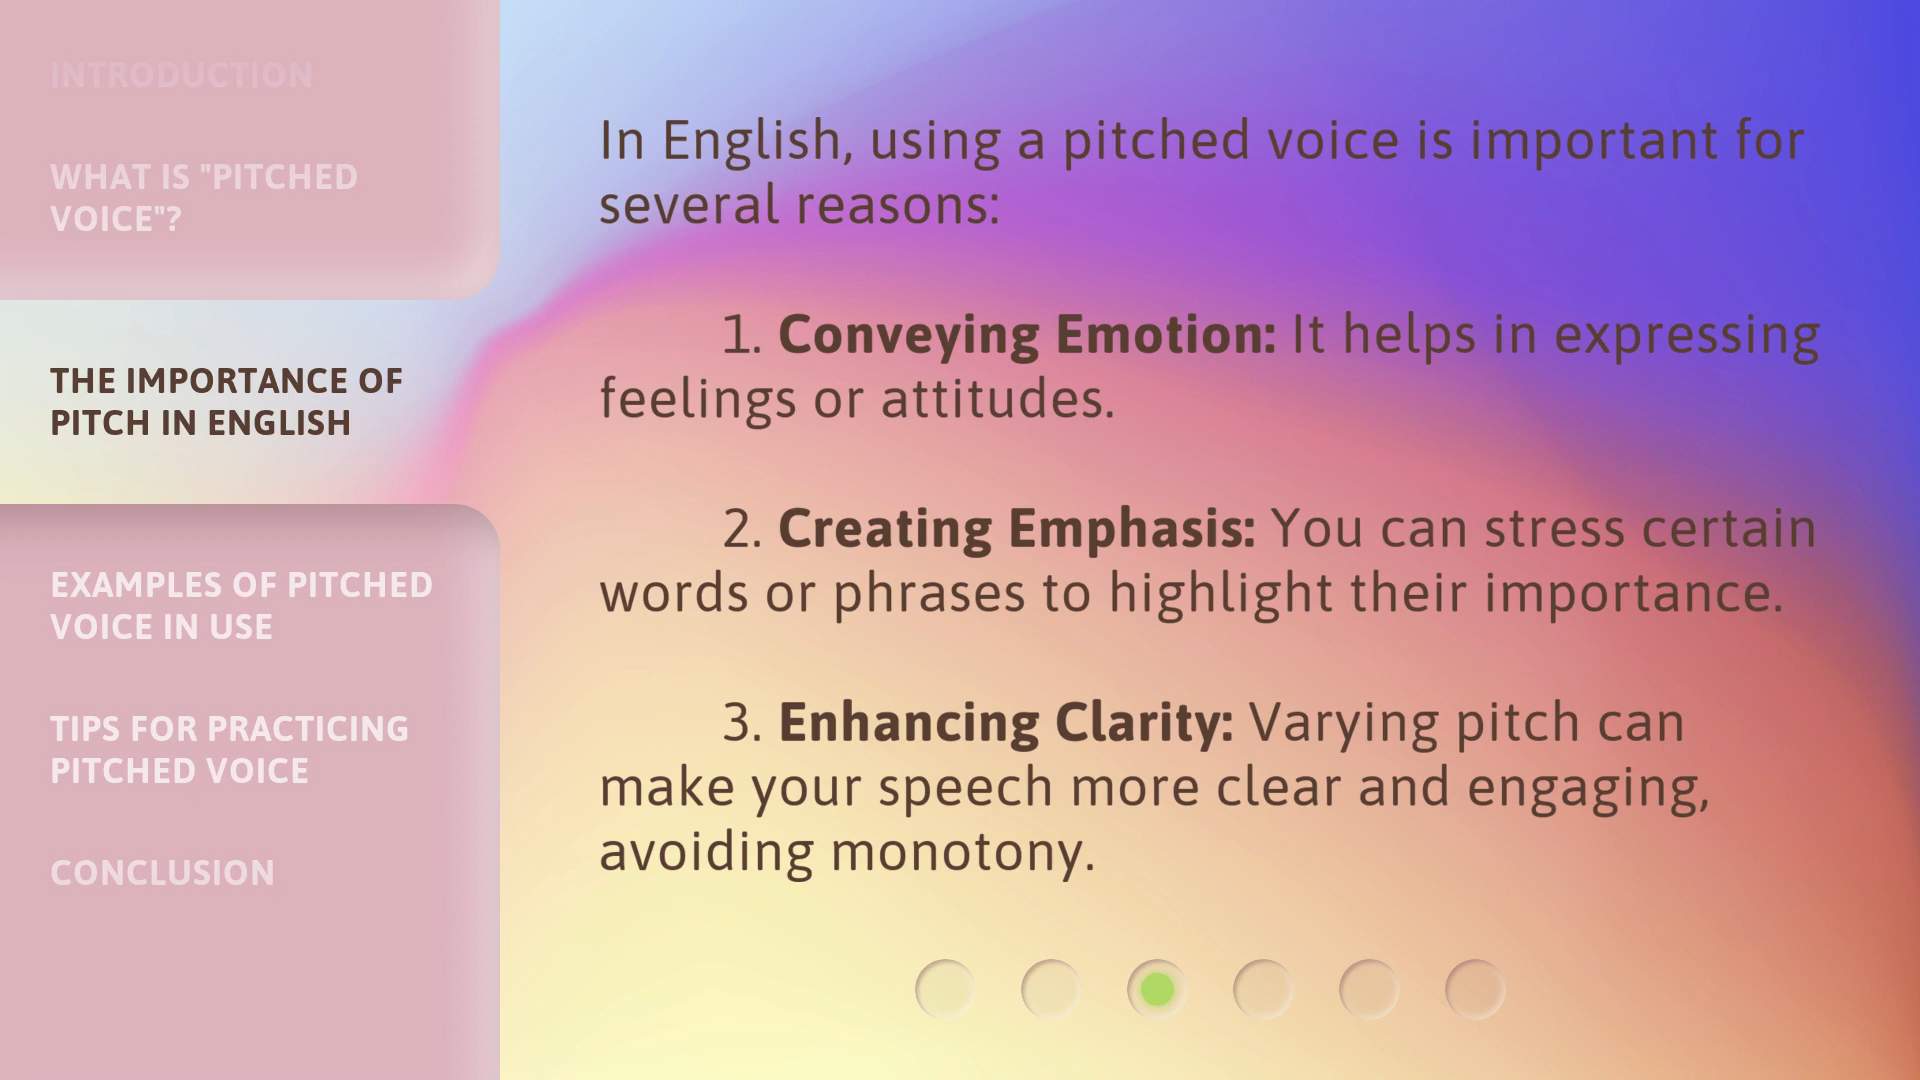 INTRODUCTION
WHAT IS "PITCHED
VOICE"?
THE IMPORTANCE OF
PITCH IN ENGLISH
EXAMPLES OF PITCHED
VOICE IN USE
TIPS FOR PRACTICING
PITCHED VOICE
CONCLUSION
In English, using a pitched voice is important for
several reasons:
1. Conveying Emotion: It helps in expressing
feelings or attitudes.
2. Creating Emphasis: You can stress certain
words or phrases to highlight their importance.
3. Enhancing Clarity: Varying pitch can
make your speech more clear and engaging,
avoiding monotony.